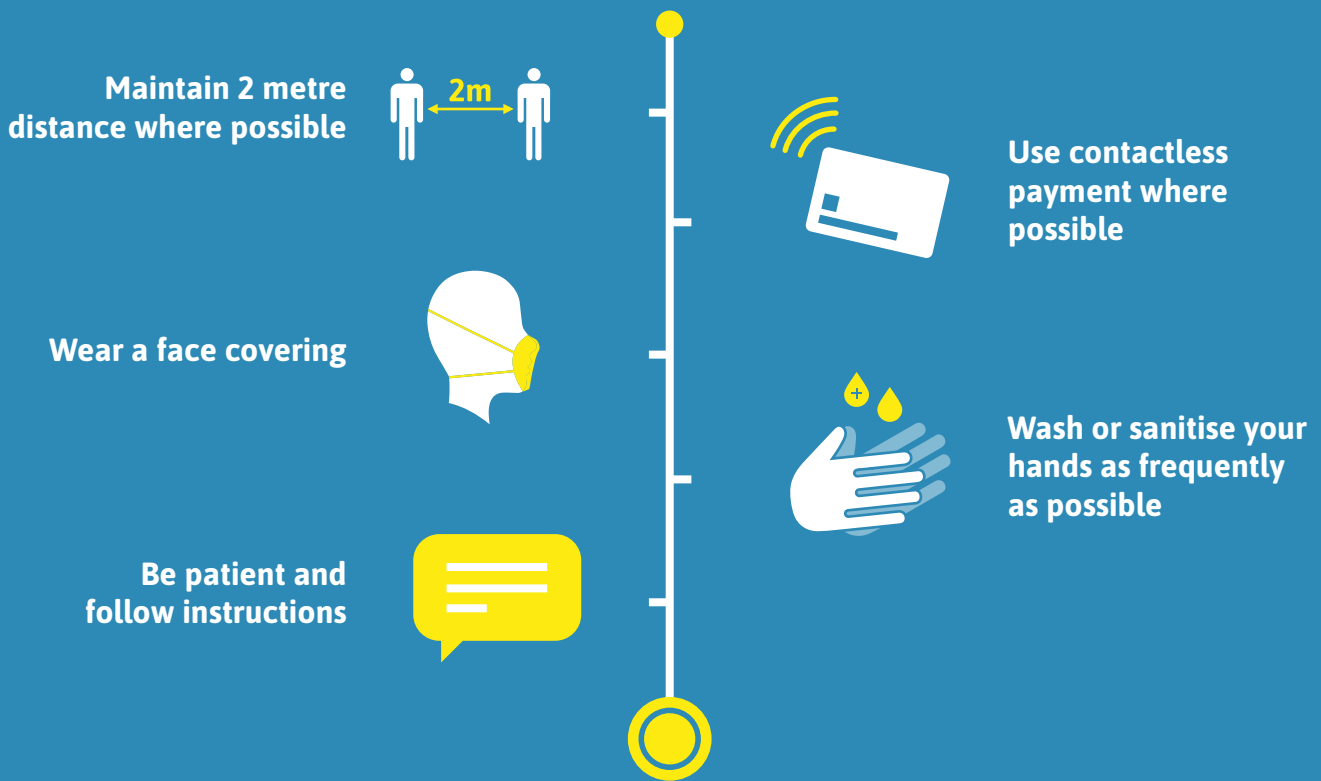 Maintain 2 metre
distance where possible
2m
Use contactless
payment where
possible
Wear a face covering
Wash or sanitise your
hands as frequently
as possible
Be patient and
follow instructions